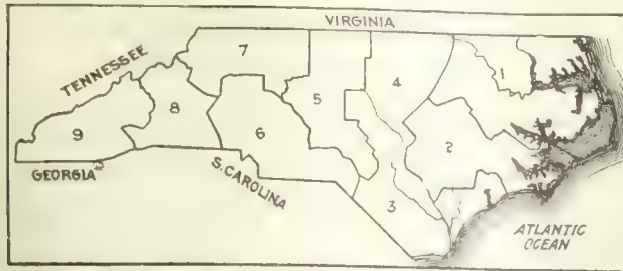 VIRGINIA
TENNESSEE
7
4
1
5
8
9
6
2
GEORGIA
S. CAROLINA
3
ATLANTIC
OCEAN